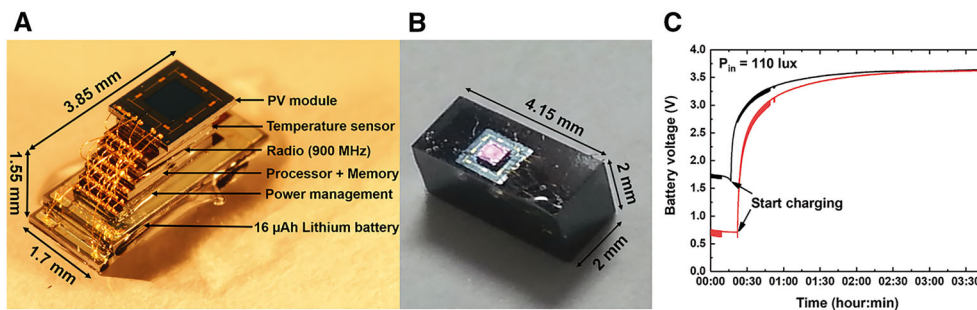 A
3.85 mm
1.55 mm
1.7 mm
PV module
Temperature sensor
Radio (900 MHz)
Processor + Memory
Power management
16 µAh Lithium battery
B
4.15 mm
2 mm
2 mm
C
P_in = 110 lux
Start charging
Battery voltage (V)
4.0
3.5
3.0
2.5
2.0
1.5
1.0
0.5
0.0
00:00 00:30 01:00 01:30 02:00 02:30 03:00 03:30
Time (hour:min)